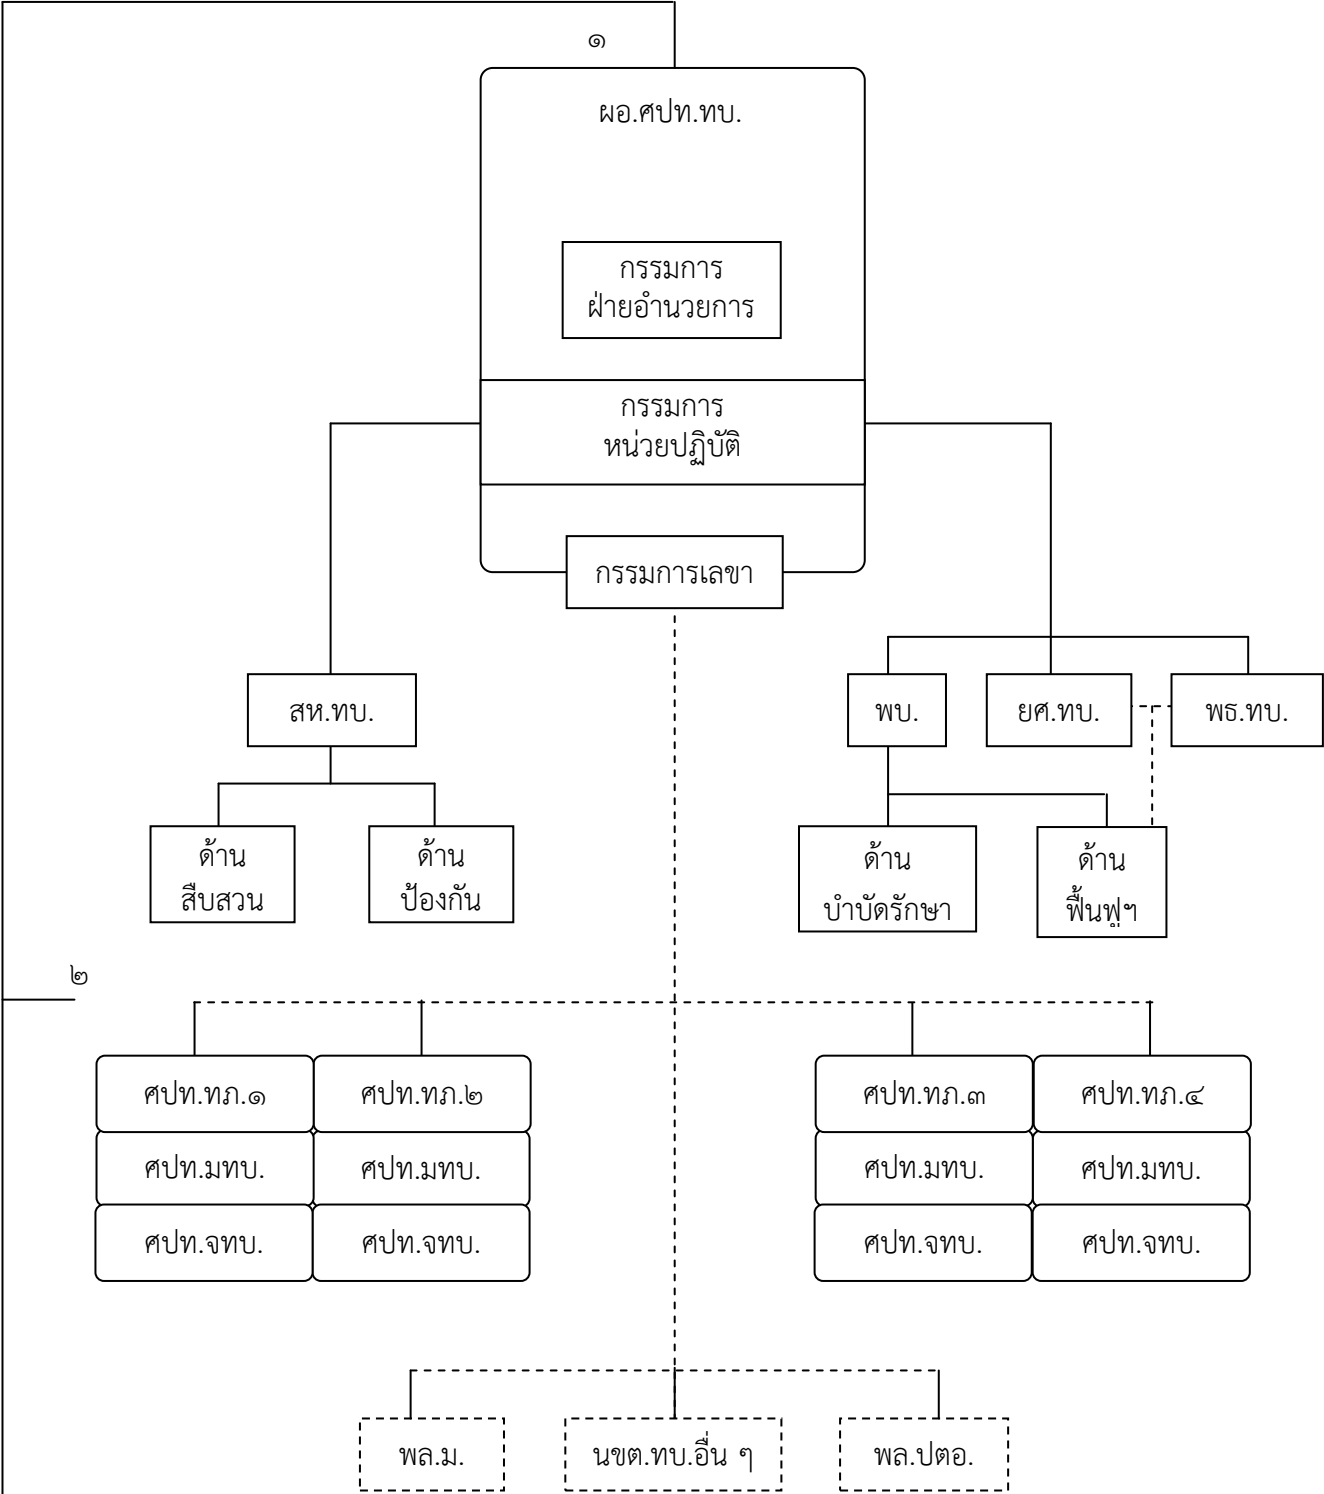 ๑
ผอ.ศปท.ทบ.
กรรมการ
ฝ่ายอำนวยการ
กรรมการ
หน่วยปฏิบัติ
กรรมการเลขา
สห.ทบ.
พบ.
ยศ.ทบ.
พธ.ทบ.
ด้าน
สืบสวน
ด้าน
ป้องกัน
ด้าน
บำบัดรักษา
ด้าน
ฟื้นฟูฯ
๒
ศปท.ทภ.๑
ศปท.ทภ.๒
ศปท.ทภ.๓
ศปท.ทภ.๔
ศปท.มทบ.
ศปท.มทบ.
ศปท.มทบ.
ศปท.มทบ.
ศปท.จทบ.
ศปท.จทบ.
ศปท.จทบ.
ศปท.จทบ.
พล.ม.
นขต.ทบ.อื่น ๆ
พล.ปตอ.